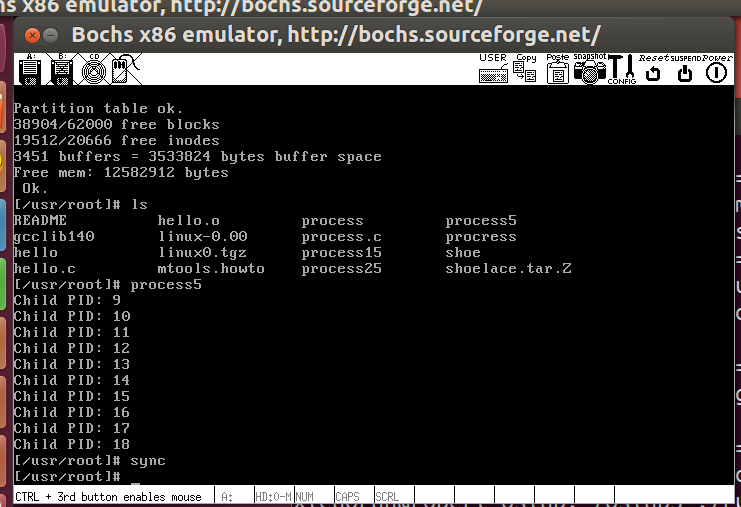 hs x86 emulator, http://bochs.sourceforge.net/
Bochs x86 emulator, http://bochs.sourceforge.net/
A: B: CD USER Copy Paste snapshot CONFIG Reset SUSPEND Power
Partition table ok.
38904/62000 free blocks
19512/20666 free inodes
3451 buffers = 3533824 bytes buffer space
Free mem: 12582912 bytes
Ok.
[/usr/root]# ls
README hello.o process process5
gcclib140 linux-0.00 process.c procress
hello linux0.tgz process15 shoe
hello.c mtools.howto process25 shoelace.tar.Z
[/usr/root]# process5
Child PID: 9
Child PID: 10
Child PID: 11
Child PID: 12
Child PID: 13
Child PID: 14
Child PID: 15
Child PID: 16
Child PID: 17
Child PID: 18
[/usr/root]# sync
[/usr/root]# _
CTRL + 3rd button enables mouse A: HD:0-M NUM CAPS SCRL